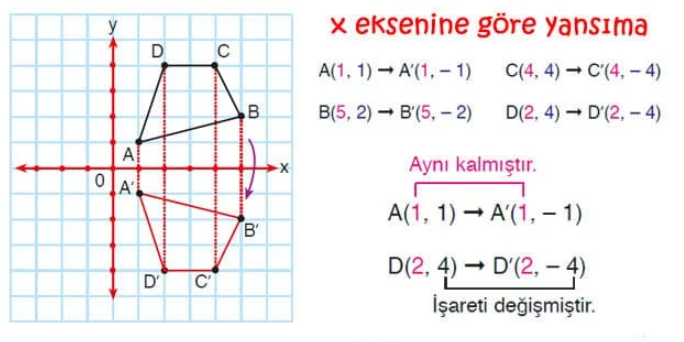 x eksenine göre yansıma
A(1, 1) → A′(1, – 1) C(4, 4) → C′(4, – 4)
B(5, 2) → B′(5, – 2) D(2, 4) → D′(2, – 4)
Aynı kalmıştır.
A(1, 1) → A′(1, – 1)
D(2, 4) → D′(2, – 4)
İşareti değişmiştir.
y
D C
B
A
x
0 A′
B′
D′ C′